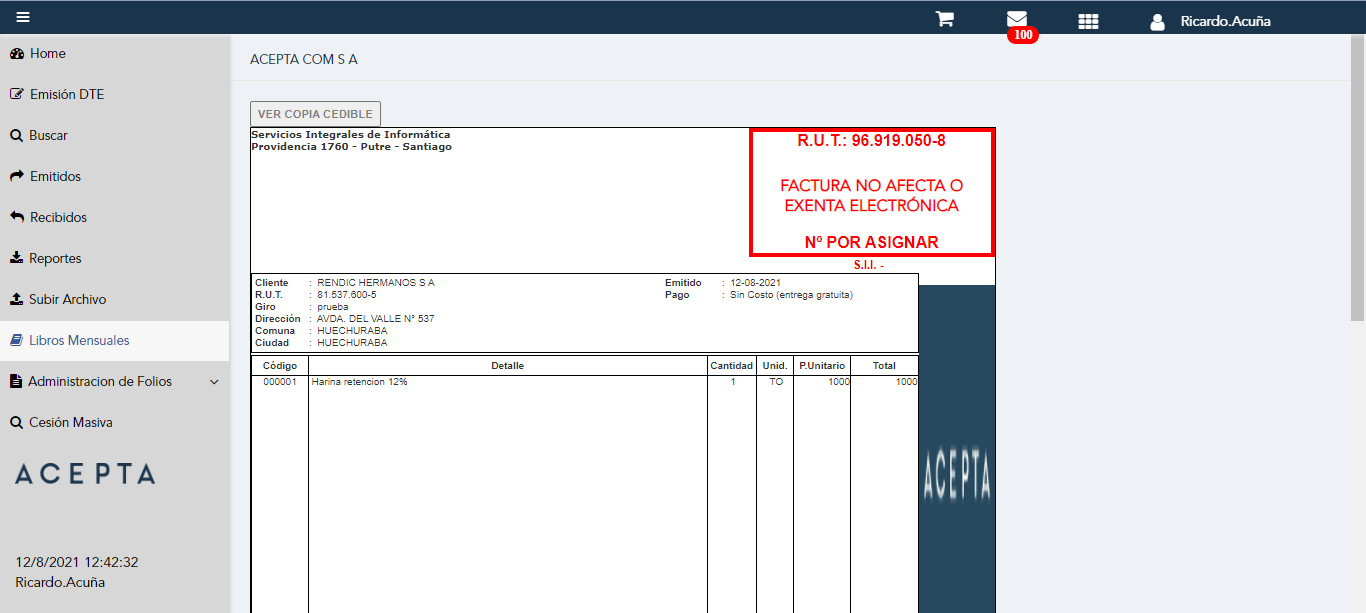 Ricardo.Acuña
100
Home
Emisión DTE
Buscar
Emitidos
Recibidos
Reportes
Subir Archivo
Libros Mensuales
Administracion de Folios
Cesión Masiva
ACEPTA
12/8/2021 12:42:32
Ricardo.Acuña
ACEPTA COM S A
VER COPIA CEDIBLE
Servicios Integrales de Informática
Providencia 1760 - Putre - Santiago
R.U.T.: 96.919.050-8
FACTURA NO AFECTA O
EXENTA ELECTRÓNICA
Nº POR ASIGNAR
S.I.I. -
Cliente : RENDIC HERMANOS S A Emitido : 12-08-2021
R.U.T. : 81.537.600-5 Pago : Sin Costo (entrega gratuita)
Giro : prueba
Dirección : AVDA. DEL VALLE N° 537
Comuna : HUECHURABA
Ciudad : HUECHURABA
Código Detalle Cantidad Unid. P.Unitario Total
000001 Harina retencion 12% 1 TO 1000 1000
ACEPTA